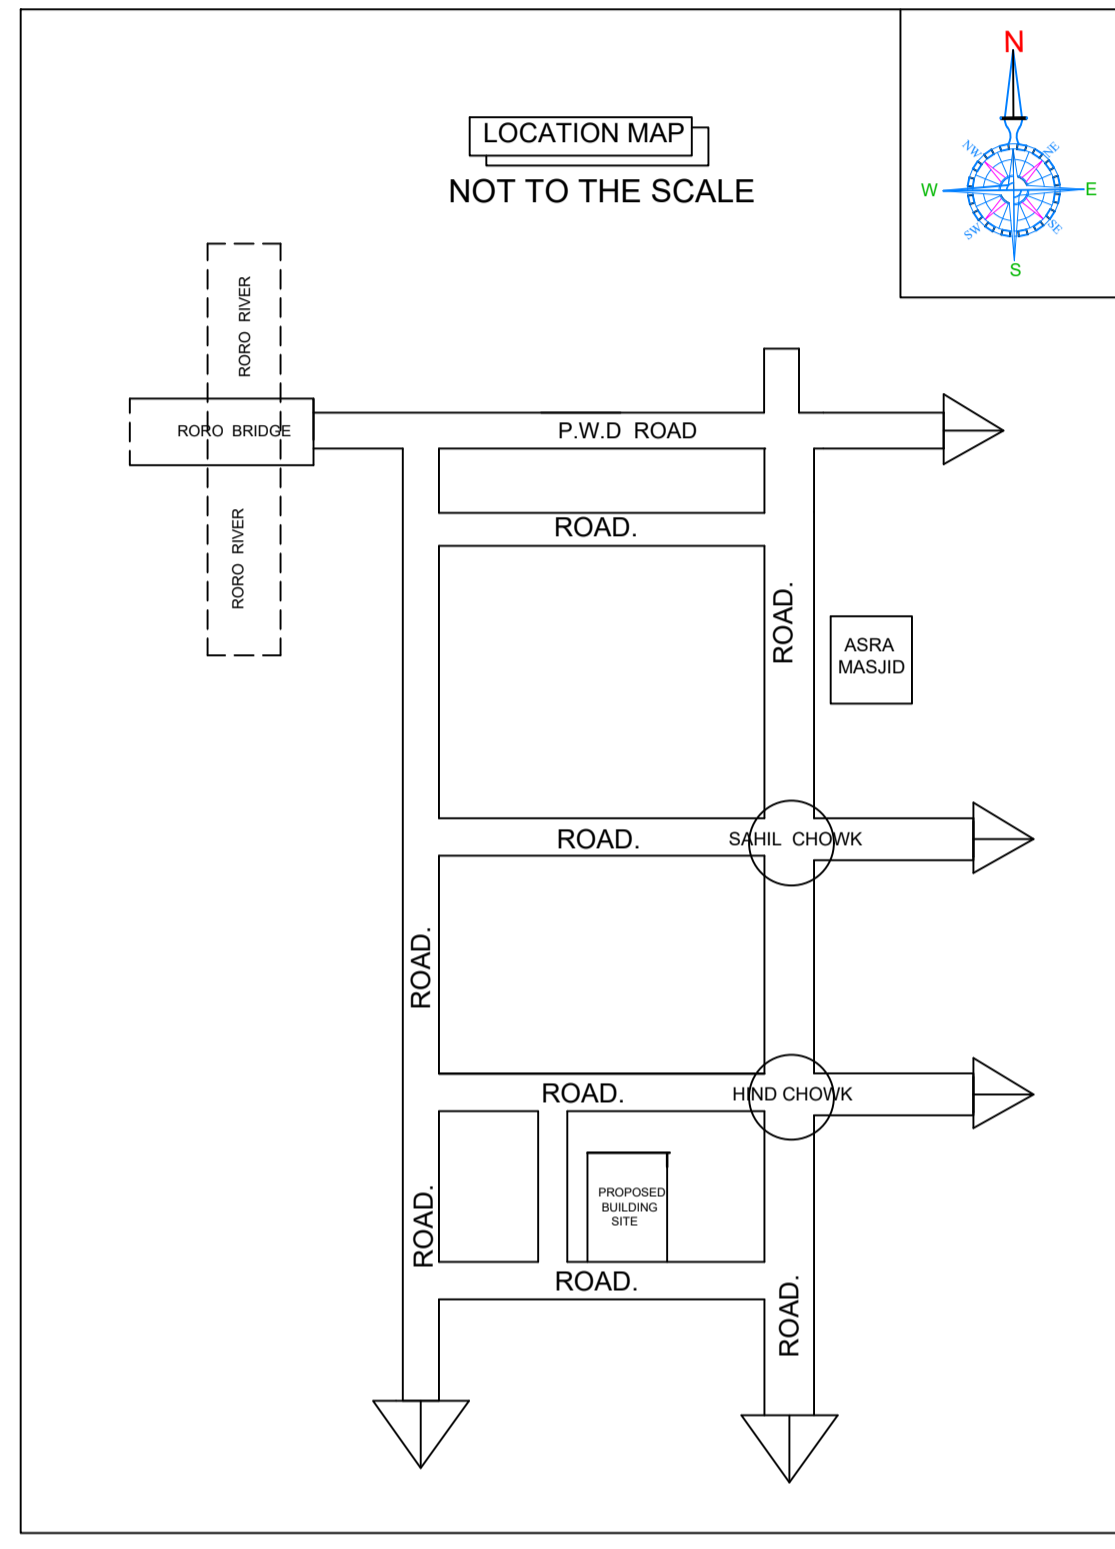 N
LOCATION MAP
NW
NE
NOT TO THE SCALE
W
E
SW
SE
S
RORO RIVER
RORO BRIDGE
P.W.D ROAD
ROAD.
RORO RIVER
ROAD.
ASRA
MASJID
ROAD.
SAHIL CHOWK
ROAD.
ROAD.
HIND CHOWK
PROPOSED
BUILDING
SITE
ROAD.
ROAD.
ROAD.